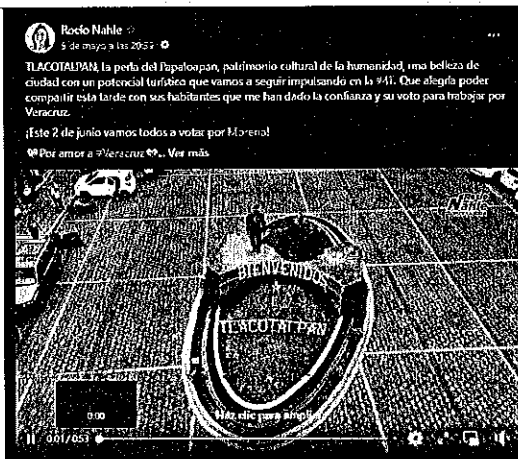 Rocío Nahle
5 de mayo a las 20:52
TLACOTALPAN, la perla del Papaloapan, patrimonio cultural de la humanidad, una belleza de
ciudad con un potencial turístico que vamos a seguir impulsando en la #4T. Que alegría poder
compartir esta tarde con sus habitantes que me han dado la confianza y su voto para trabajar por
Veracruz.
¡Este 2 de junio vamos todos a votar por Morena!
Por amor a #Veracruz ... Ver más
BIENVENIDOS
TLACOTALPAN
Haz clic para ampliar
0:00
0:01 / 0:53